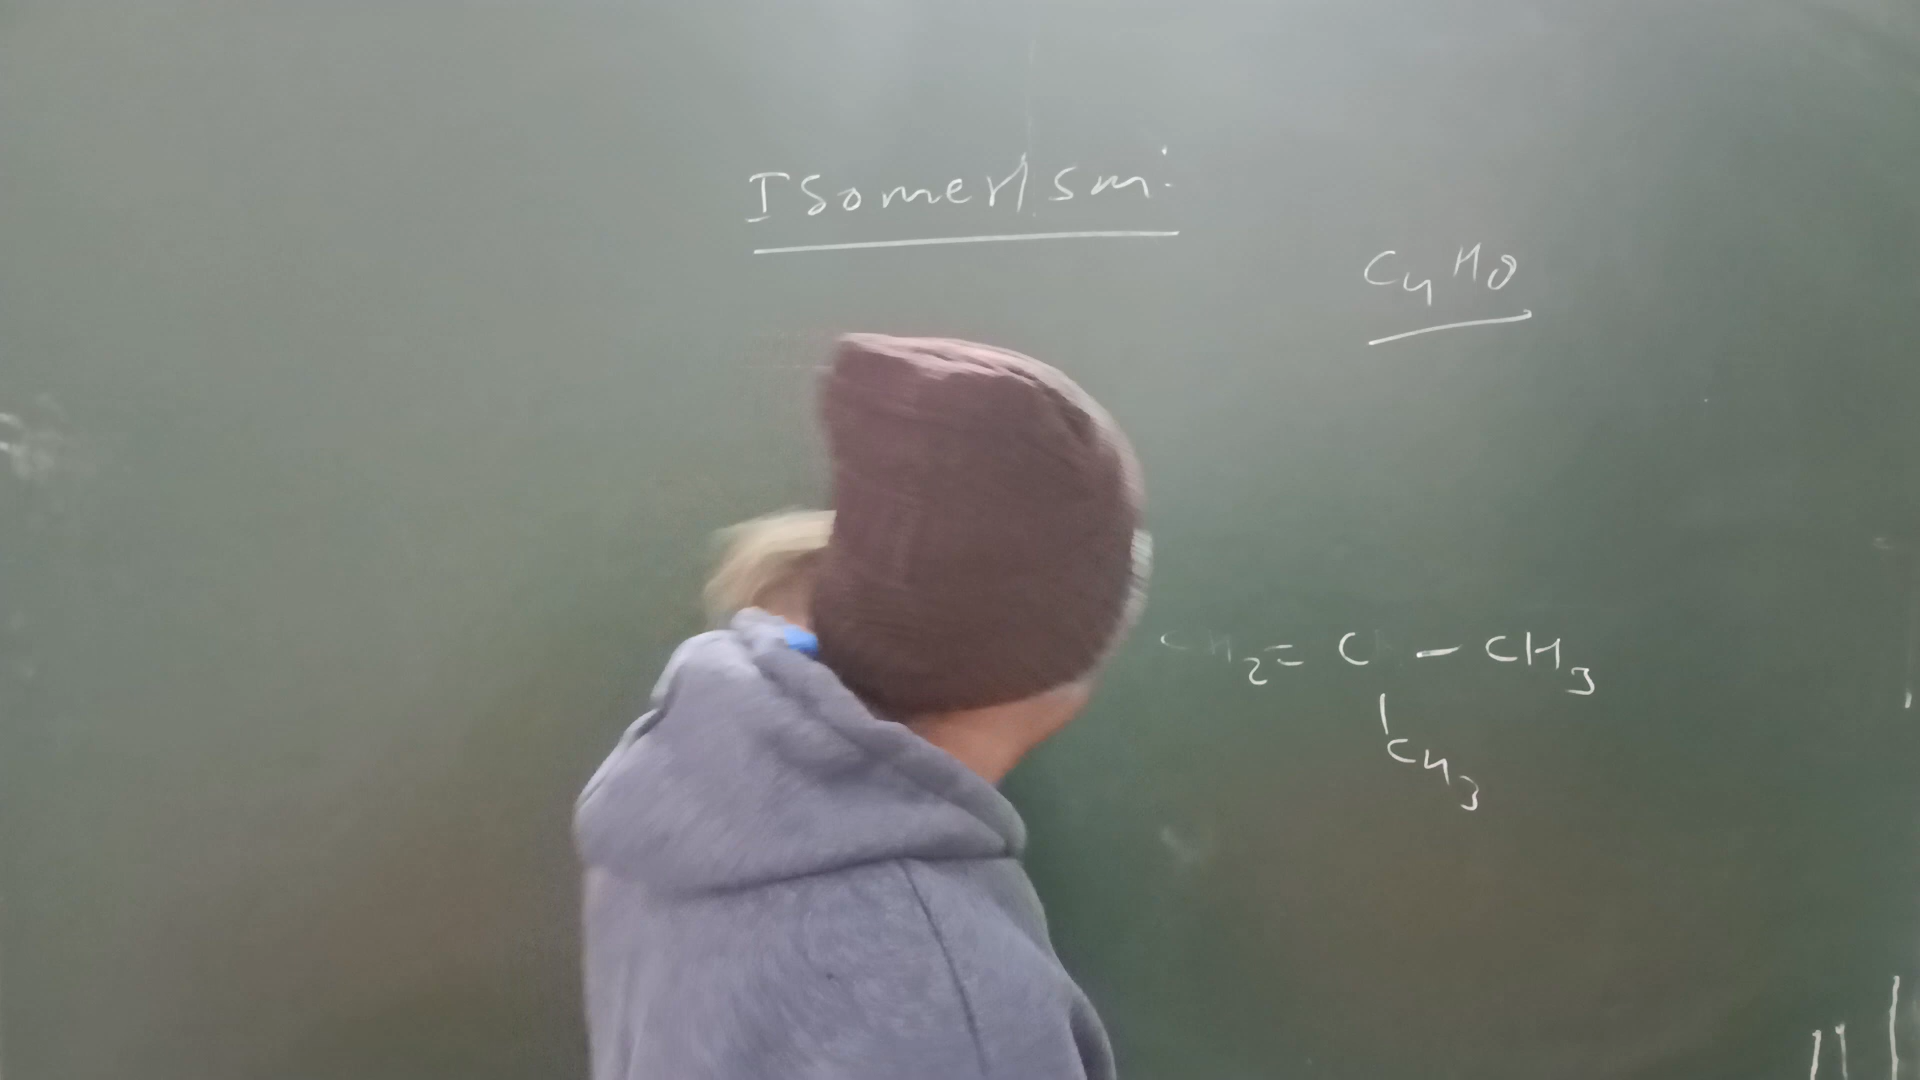 Isomerism:
C4H8
CH2 = C - CH3
CH3